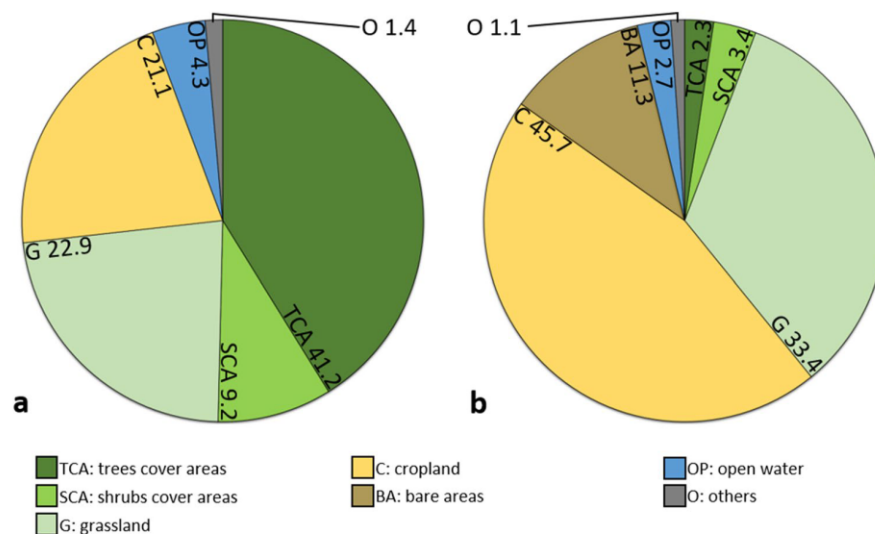 O 1.4
OP 4.3
C 21.1
G 22.9
SCA 9.2
TCA 41.2
a
O 1.1
TCA 2.3
SCA 3.4
OP 2.7
BA 11.3
C 45.7
G 33.4
b
TCA: trees cover areas
SCA: shrubs cover areas
G: grassland
C: cropland
BA: bare areas
OP: open water
O: others